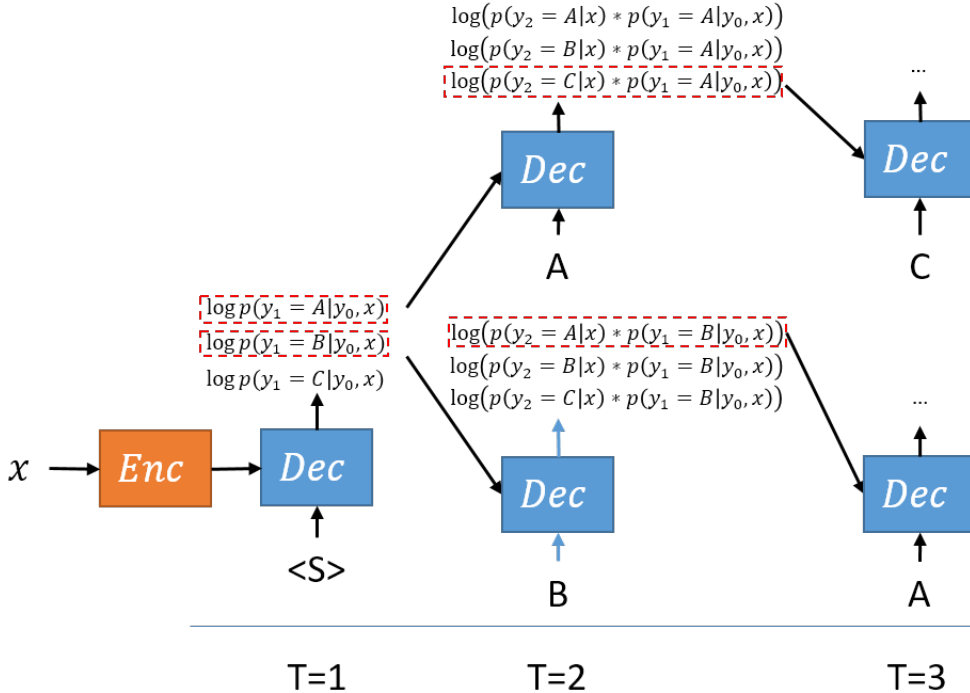 log(p(y₂ = A|x) ∗ p(y₁ = A|y₀, x))
log(p(y₂ = B|x) ∗ p(y₁ = A|y₀, x))
log(p(y₂ = C|x) ∗ p(y₁ = A|y₀, x))
...
Dec
Dec
A
C
log p(y₁ = A|y₀, x)
log p(y₁ = B|y₀, x)
log p(y₁ = C|y₀, x)
log(p(y₂ = A|x) ∗ p(y₁ = B|y₀, x))
log(p(y₂ = B|x) ∗ p(y₁ = B|y₀, x))
log(p(y₂ = C|x) ∗ p(y₁ = B|y₀, x))
...
x
Enc
Dec
Dec
Dec
<S>
B
A
T=1
T=2
T=3